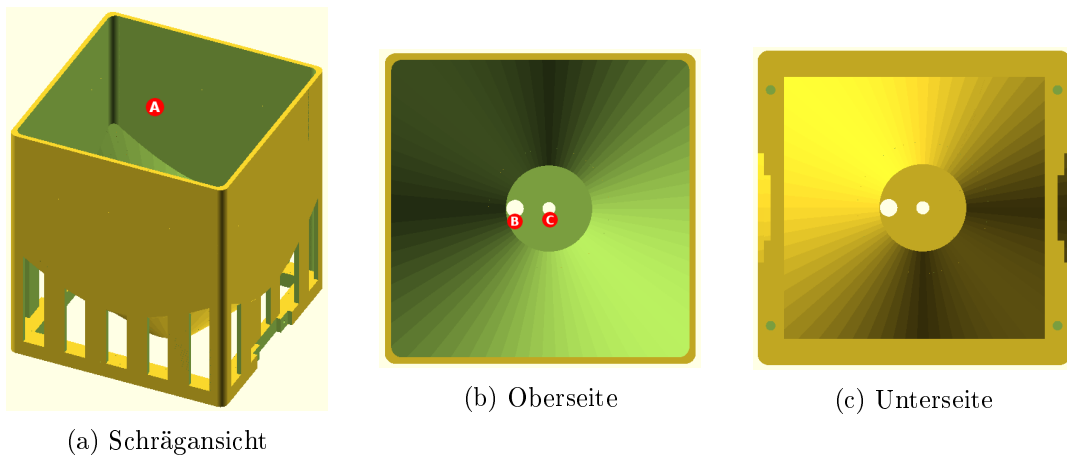 A
B
C
(b) Oberseite
(c) Unterseite
(a) Schrägansicht